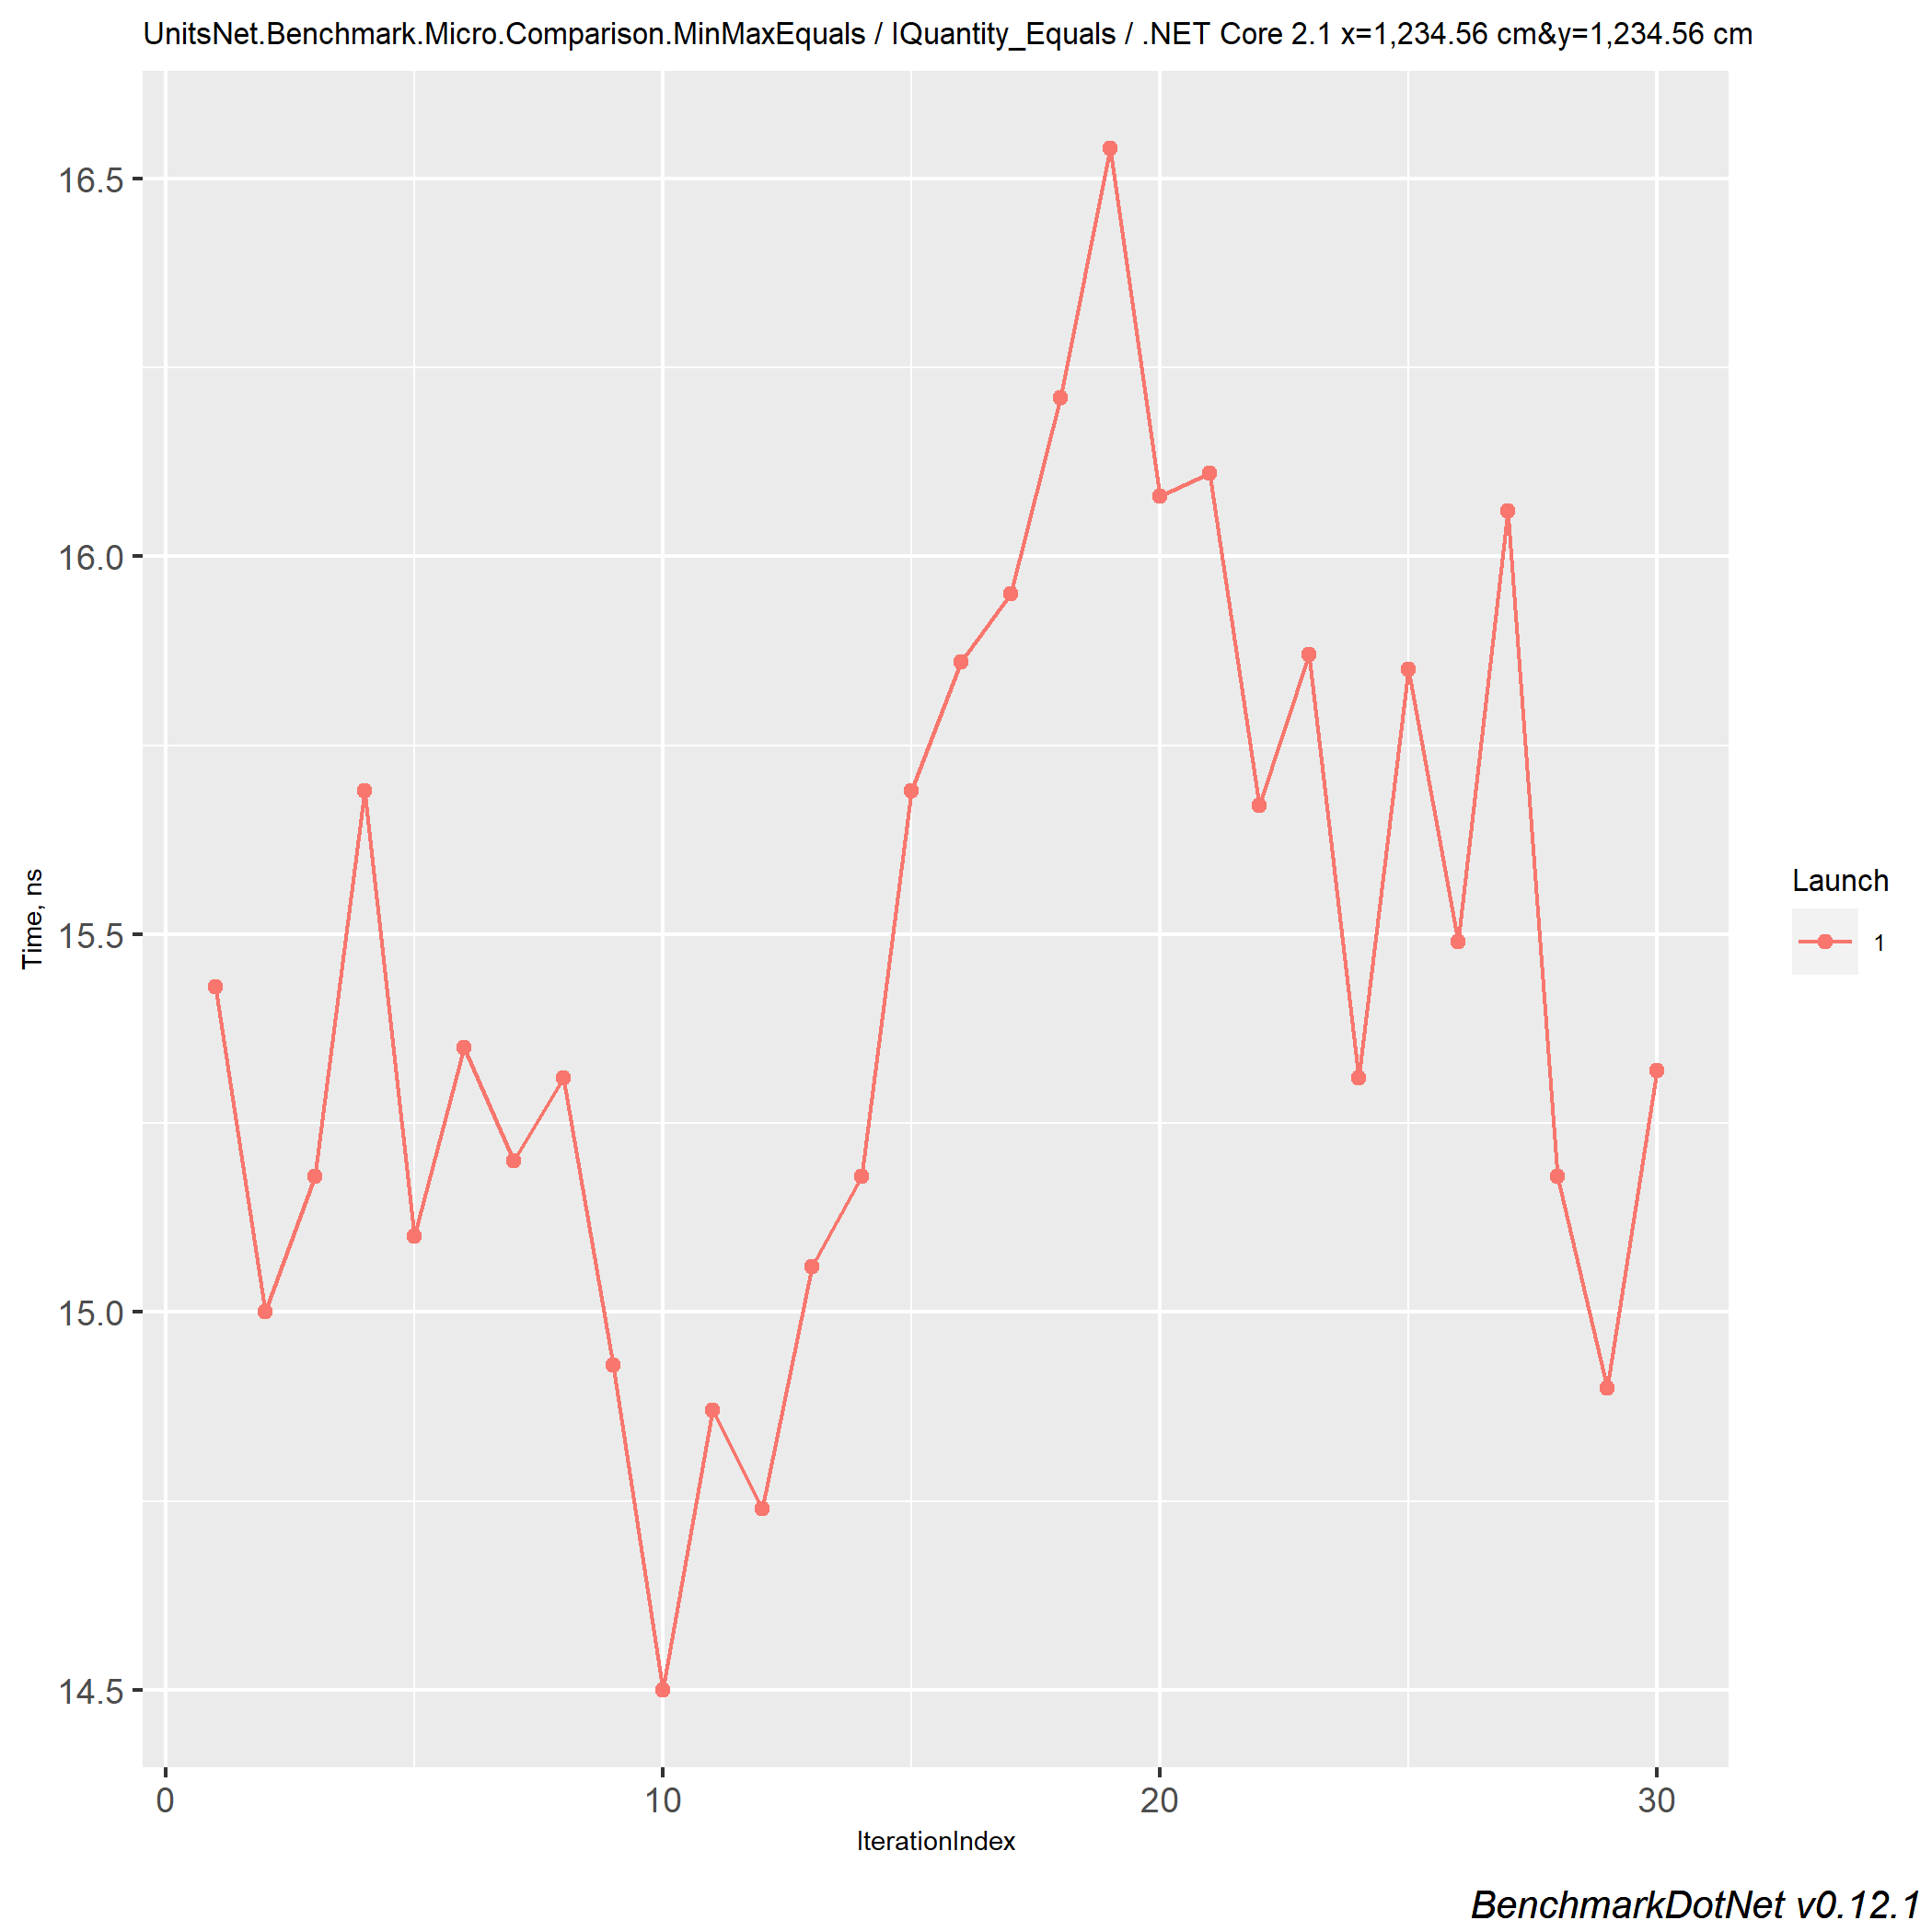 UnitsNet.Benchmark.Micro.Comparison.MinMaxEquals / IQuantity_Equals / .NET Core 2.1 x=1,234.56 cm&y=1,234.56 cm
16.5
16.0
15.5
15.0
14.5
Time, ns
Launch
1
0 10 20 30
IterationIndex
BenchmarkDotNet v0.12.1